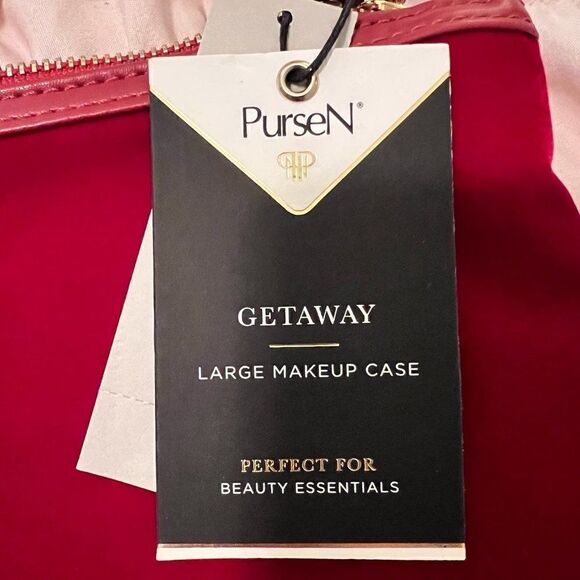 PurseN®
GETAWAY
LARGE MAKEUP CASE
PERFECT FOR
BEAUTY ESSENTIALS